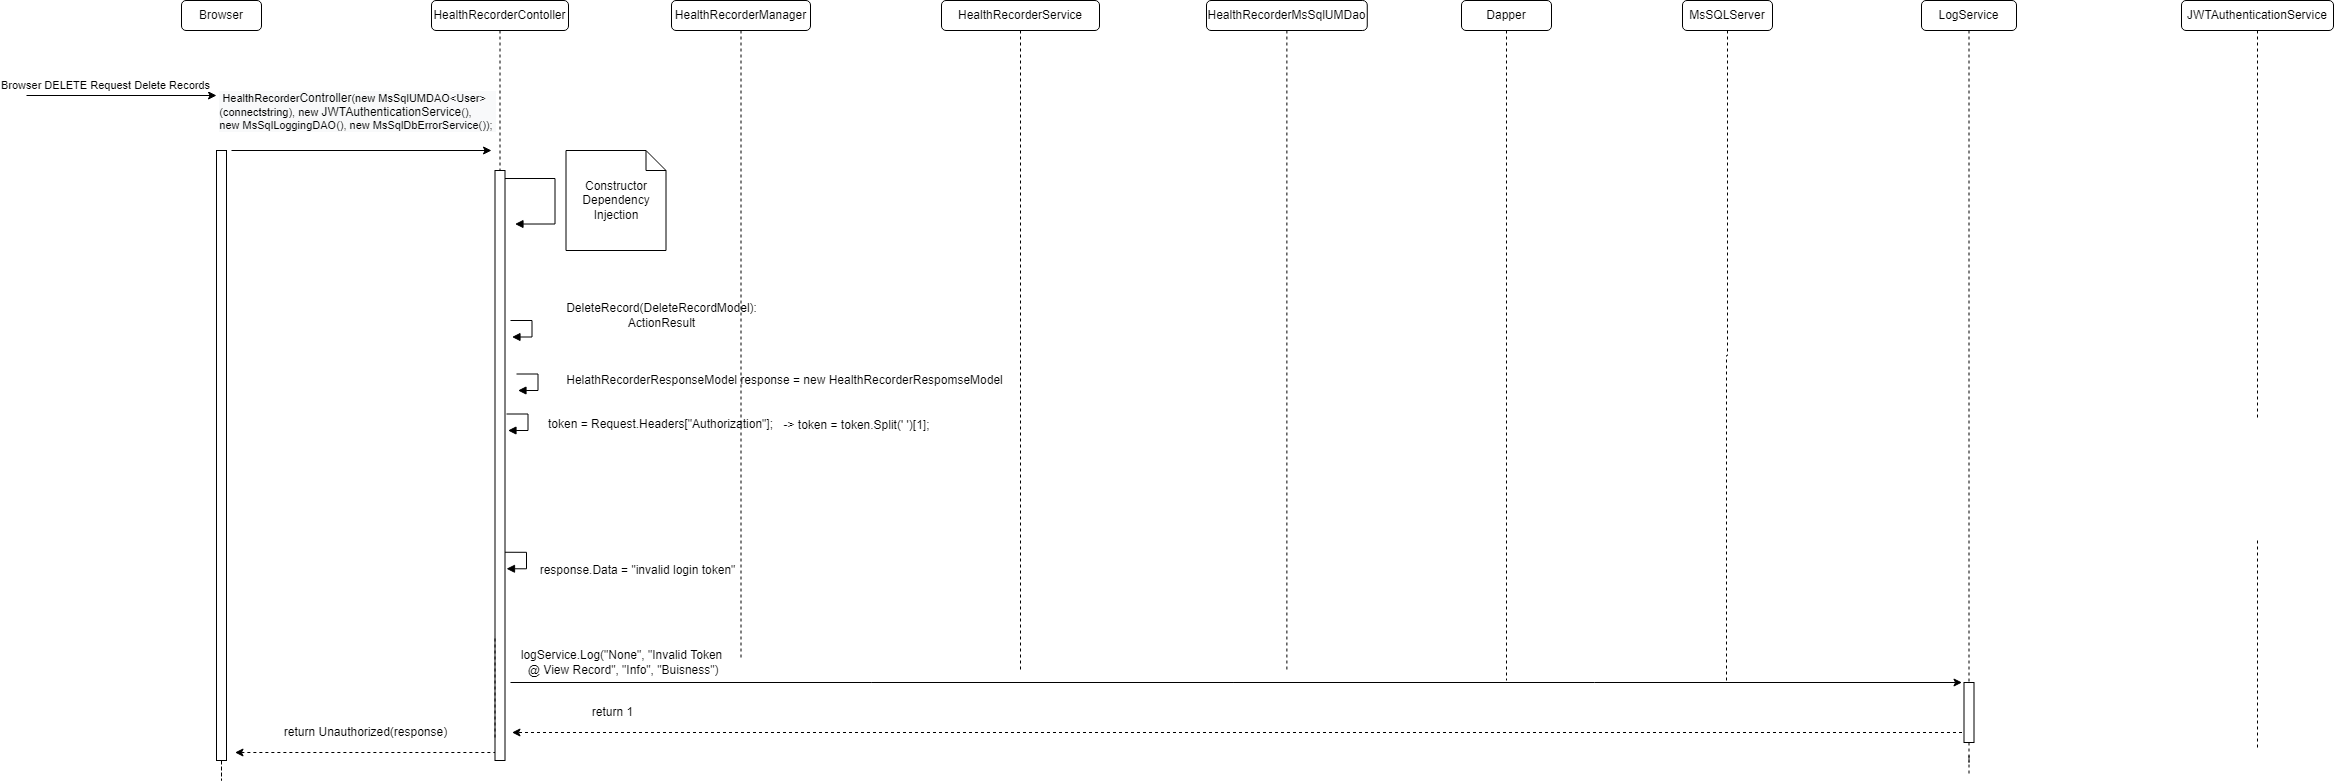 Browser
HealthRecorderContoller
HealthRecorderManager
HealthRecorderService
HealthRecorderMsSqlUMDao
Dapper
MsSQLServer
LogService
JWTAuthenticationService
Browser DELETE Request Delete Records
HealthRecorderController(new MsSqlUMDAO<User>
(connectstring), new JWTAuthenticationService(),
new MsSqlLoggingDAO(), new MsSqlDbErrorService());
Constructor
Dependency
Injection
DeleteRecord(DeleteRecordModel):
ActionResult
HelathRecorderResponseModel response = new HealthRecorderRespomseModel
token = Request.Headers["Authorization"];   -> token = token.Split(' ')[1];
response.Data = "invalid login token"
logService.Log("None", "Invalid Token
@ View Record", "Info", "Buisness")
return 1
return Unauthorized(response)